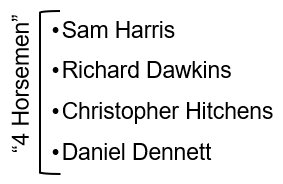 “4 Horsemen”
•Sam Harris
•Richard Dawkins
•Christopher Hitchens
•Daniel Dennett